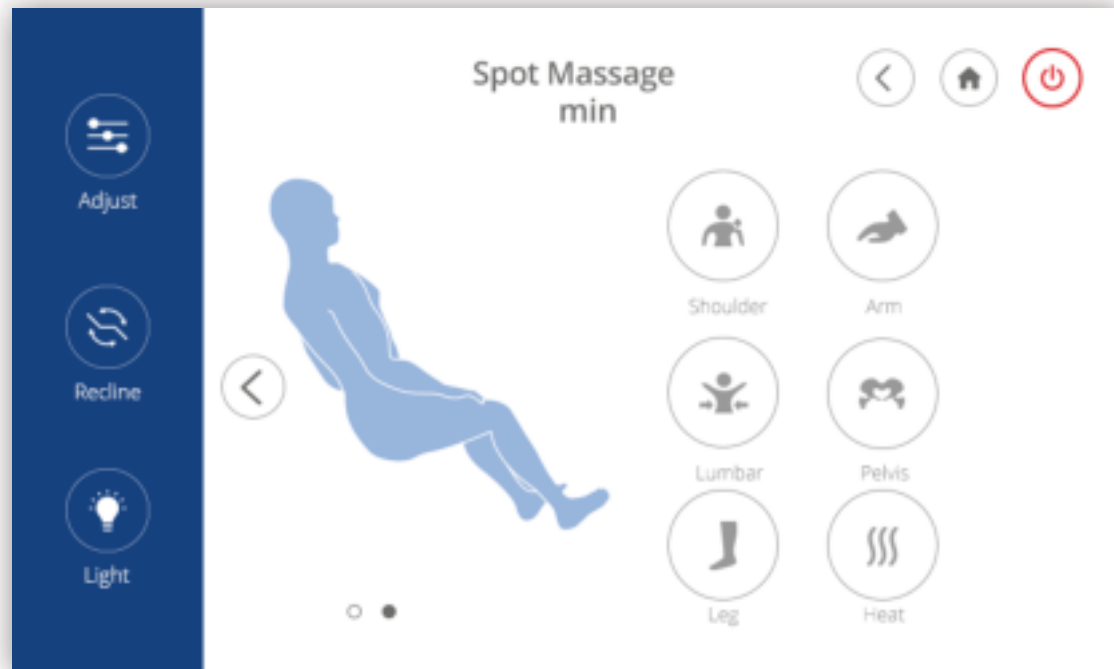 Spot Massage
min
Adjust
Recline
Light
Shoulder
Arm
Lumbar
Pelvis
Leg
Heat